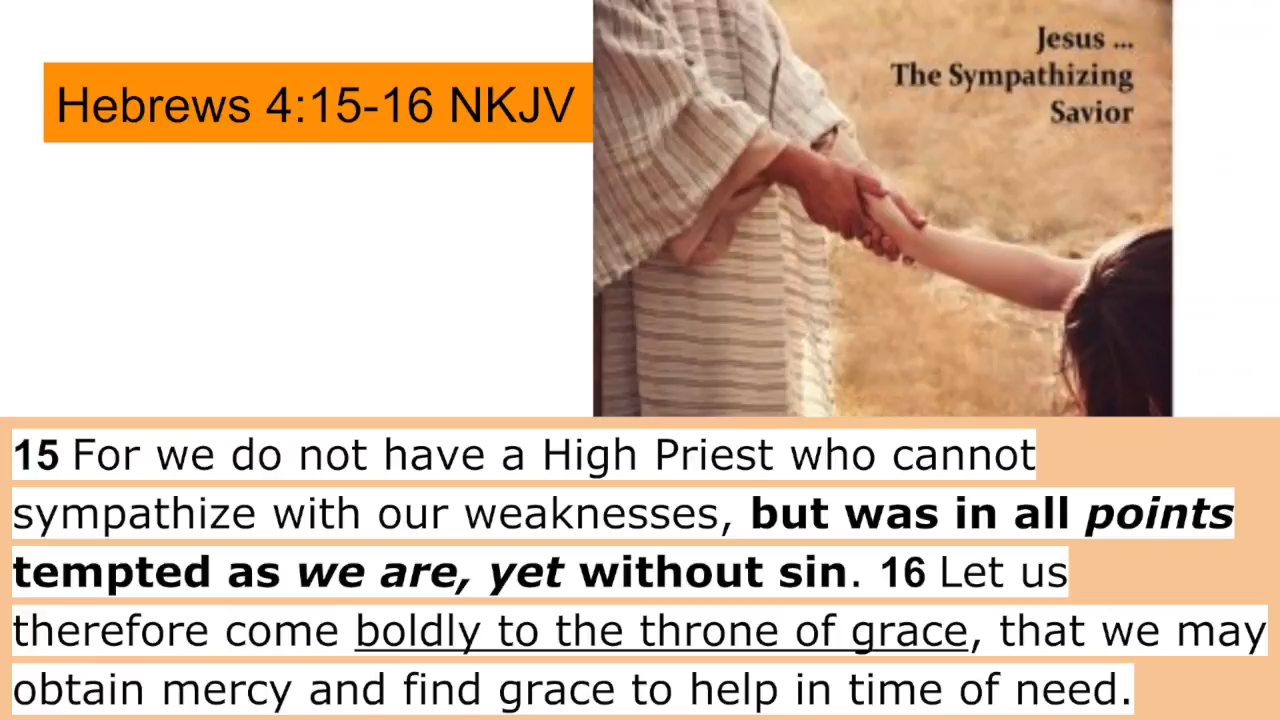 Hebrews 4:15-16 NKJV
Jesus ...
The Sympathizing
Savior
15 For we do not have a High Priest who cannot
sympathize with our weaknesses, but was in all points
tempted as we are, yet without sin. 16 Let us
therefore come boldly to the throne of grace, that we may
obtain mercy and find grace to help in time of need.